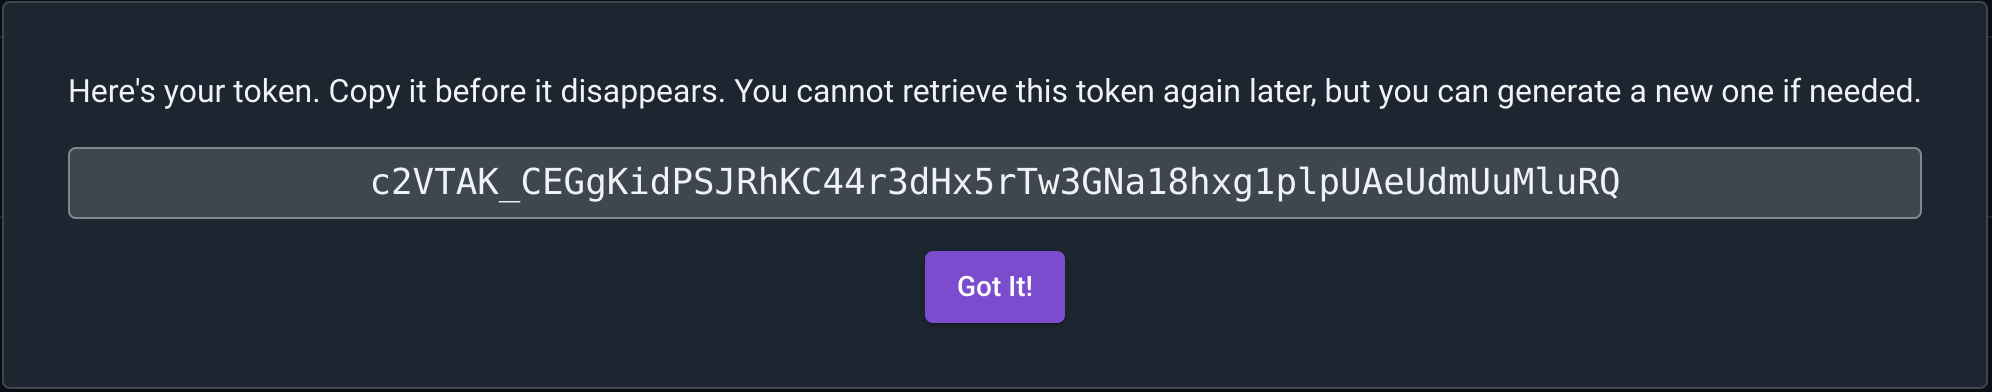 Here's your token. Copy it before it disappears. You cannot retrieve this token again later, but you can generate a new one if needed.
c2VTAK_CEGgKidPSJRhKC44r3dHx5rTw3GNa18hxg1plpUAeUdmUuMluRQ
Got It!